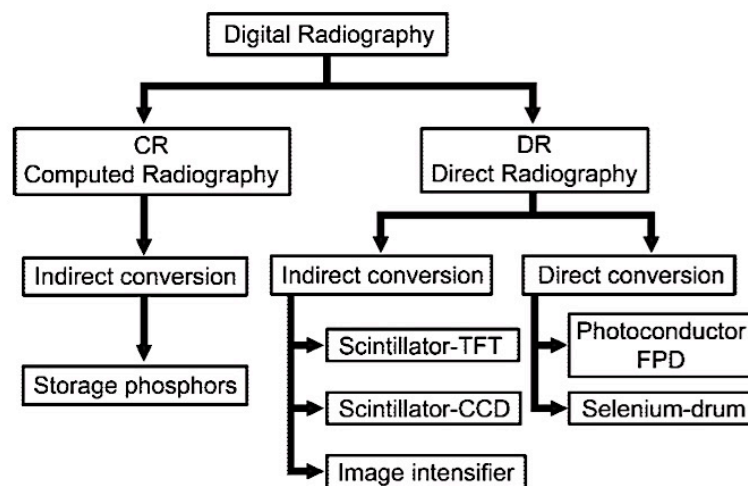 Digital Radiography
CR
Computed Radiography
DR
Direct Radiography
Indirect conversion
Indirect conversion
Direct conversion
Storage phosphors
Scintillator-TFT
Scintillator-CCD
Image intensifier
Photoconductor
FPD
Selenium-drum